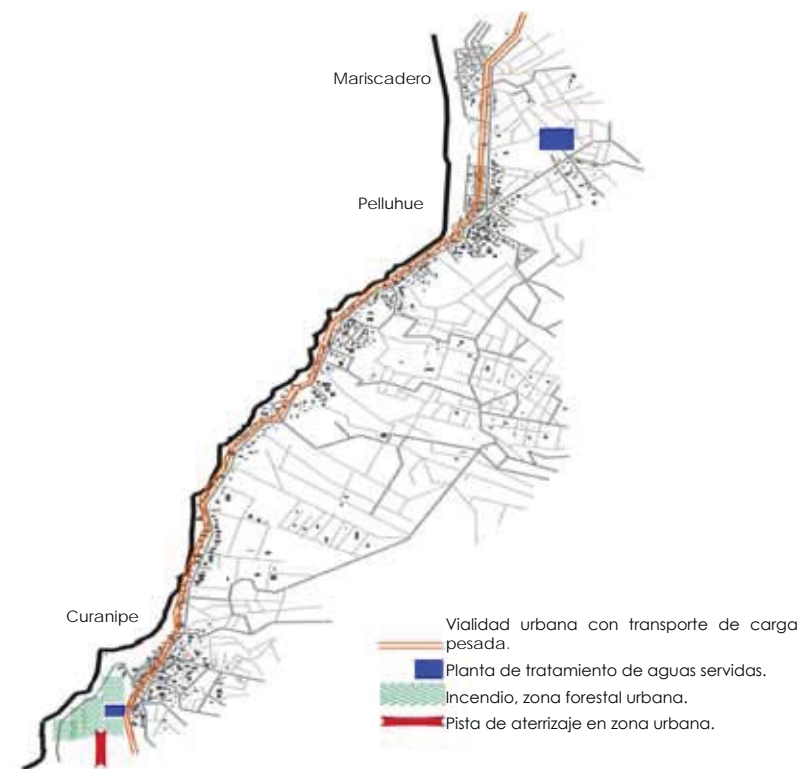 Mariscadero
Pelluhue
Curanipe
Vialidad urbana con transporte de carga
pesada.
Planta de tratamiento de aguas servidas.
Incendio, zona forestal urbana.
Pista de aterrizaje en zona urbana.